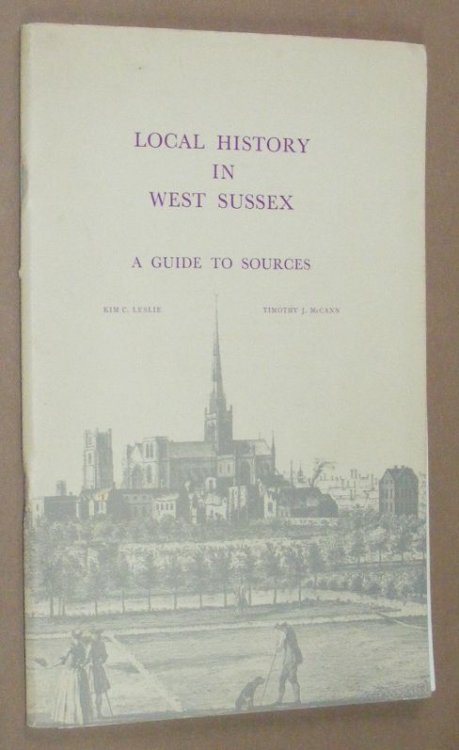 LOCAL HISTORY
IN
WEST SUSSEX
A GUIDE TO SOURCES
KIM C. LESLIE TIMOTHY J. McCANN